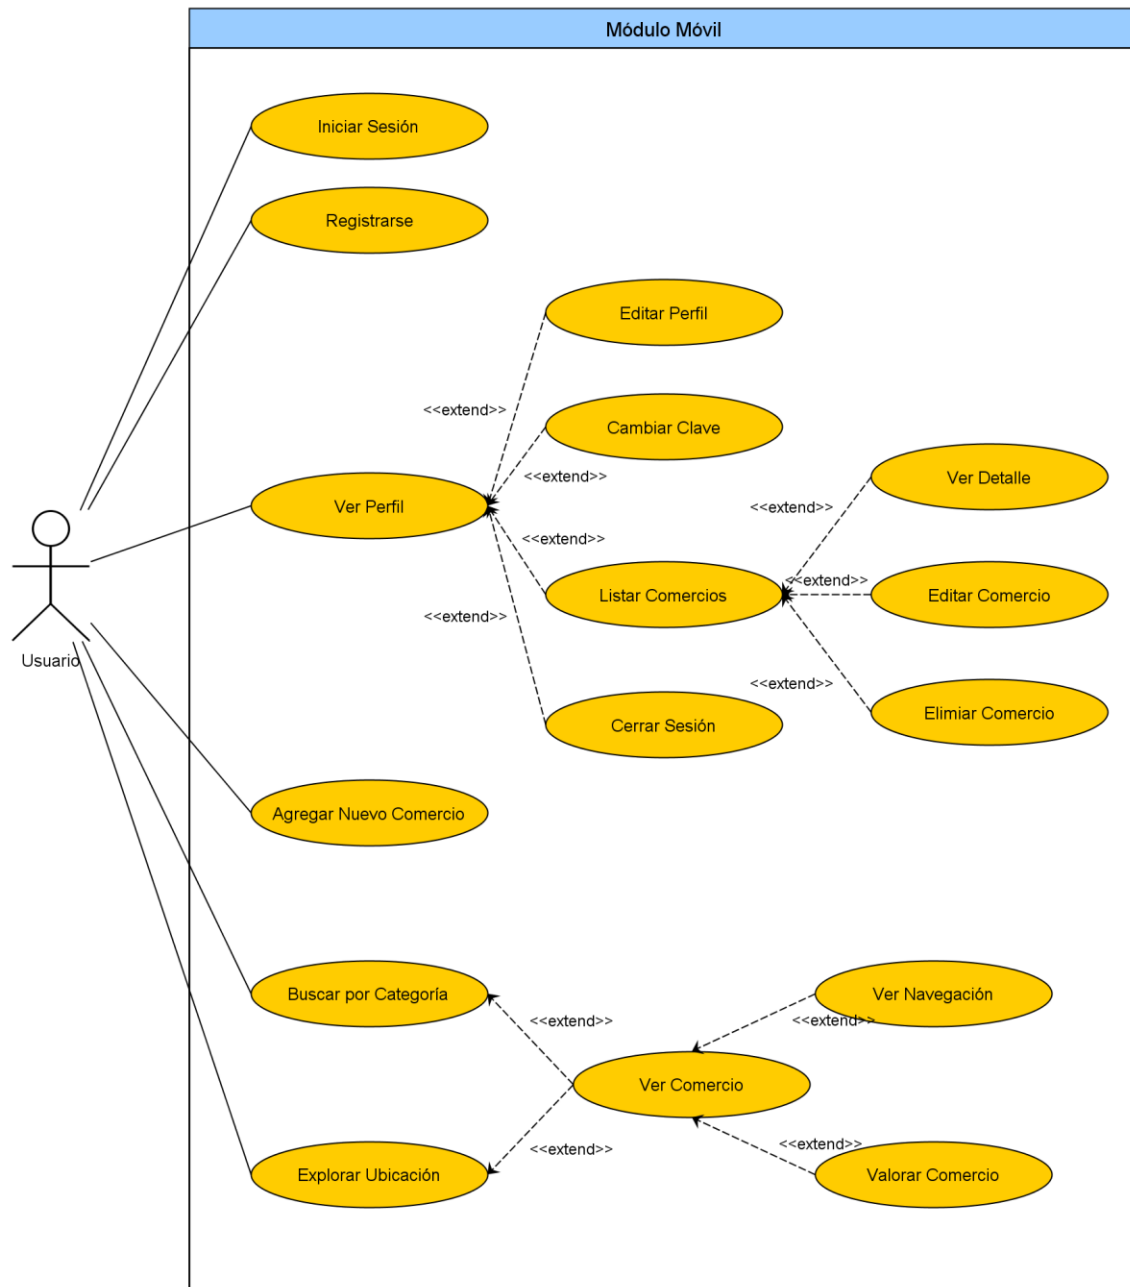 Módulo Móvil
Iniciar Sesión
Registrarse
Editar Perfil
<<extend>>
Cambiar Clave
<<extend>>
Ver Detalle
Ver Perfil
<<extend>>
<<extend>>
<<extend>>
Listar Comercios
Editar Comercio
<<extend>>
Usuario
<<extend>>
Cerrar Sesión
Elimiar Comercio
Agregar Nuevo Comercio
Buscar por Categoría
Ver Navegación
<<extend>>
<<extend>>
Ver Comercio
<<extend>>
<<extend>>
Explorar Ubicación
Valorar Comercio